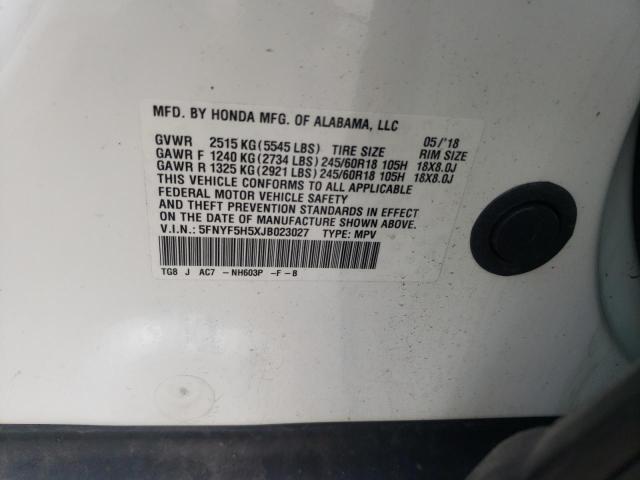 MFD. BY HONDA MFG. OF ALABAMA, LLC 05/'18
GVWR 2515 KG (5545 LBS) TIRE SIZE RIM SIZE
GAWR F 1240 KG (2734 LBS) 245/60R18 105H 18X8.0J
GAWR R 1325 KG (2921 LBS) 245/60R18 105H 18X8.0J
THIS VEHICLE CONFORMS TO ALL APPLICABLE
FEDERAL MOTOR VEHICLE SAFETY
AND THEFT PREVENTION STANDARDS IN EFFECT
ON THE DATE OF MANUFACTURE SHOWN ABOVE.
V.I.N.: 5FNYF5H5XJB023027 TYPE: MPV
TG8 J AC7 -NH603P -F-B